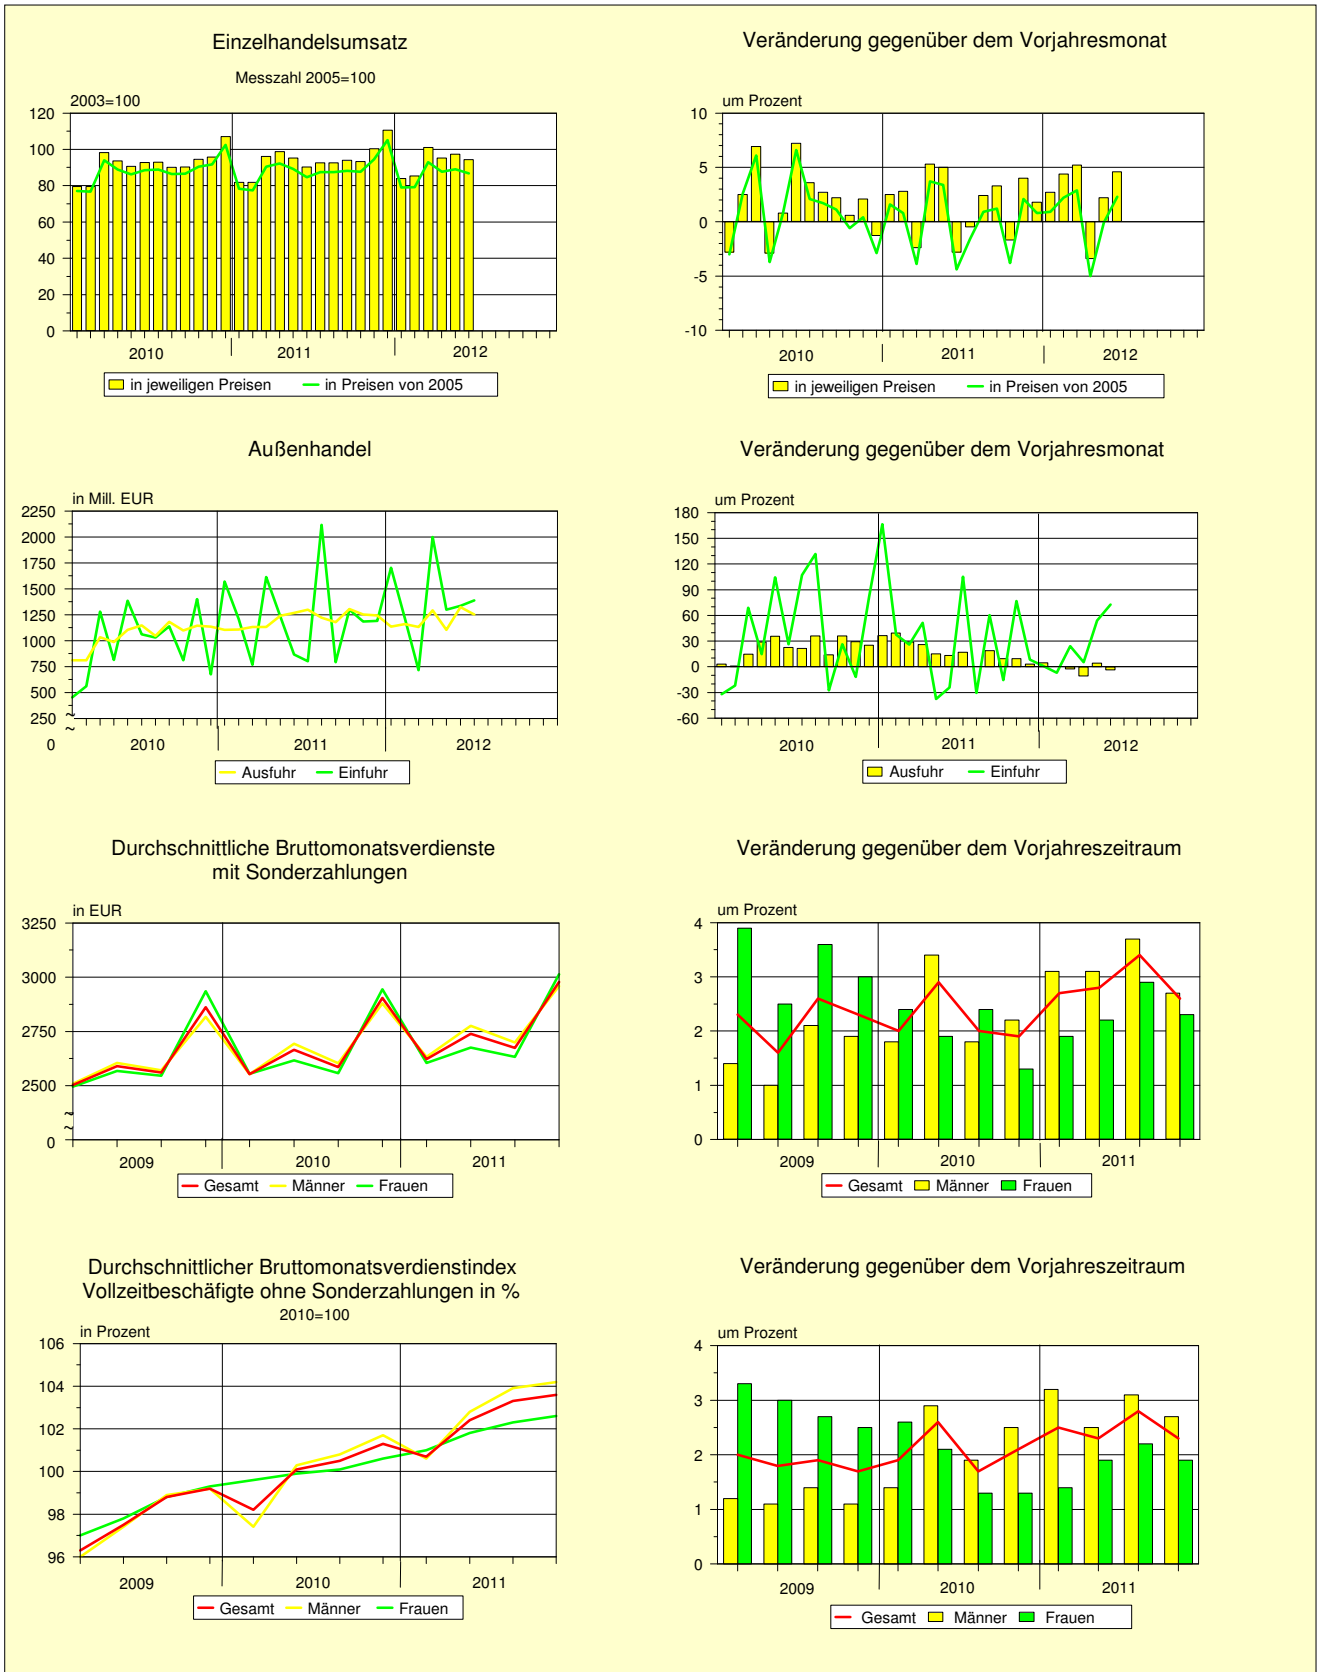 Einzelhandelsumsatz
Messzahl 2005=100
2003=100
120
100
80
60
40
20
0
2010 2011 2012
in jeweiligen Preisen in Preisen von 2005
Veränderung gegenüber dem Vorjahresmonat
um Prozent
10
5
0
-5
-10
2010 2011 2012
in jeweiligen Preisen in Preisen von 2005
Außenhandel
in Mill. EUR
2250
2000
1750
1500
1250
1000
750
500
250
~
~
0
2010 2011 2012
Ausfuhr Einfuhr
Veränderung gegenüber dem Vorjahresmonat
um Prozent
180
150
120
90
60
30
0
-30
-60
2010 2011 2012
Ausfuhr Einfuhr
Durchschnittliche Bruttomonatsverdienste
mit Sonderzahlungen
in EUR
3250
3000
2750
2500
~
~
0
2009 2010 2011
Gesamt Männer Frauen
Veränderung gegenüber dem Vorjahreszeitraum
um Prozent
4
3
2
1
0
2009 2010 2011
Gesamt Männer Frauen
Durchschnittlicher Bruttomonatsverdienstindex
Vollzeitbeschäfigte ohne Sonderzahlungen in %
2010=100
in Prozent
106
104
102
100
98
96
2009 2010 2011
Gesamt Männer Frauen
Veränderung gegenüber dem Vorjahreszeitraum
um Prozent
4
3
2
1
0
2009 2010 2011
Gesamt Männer Frauen